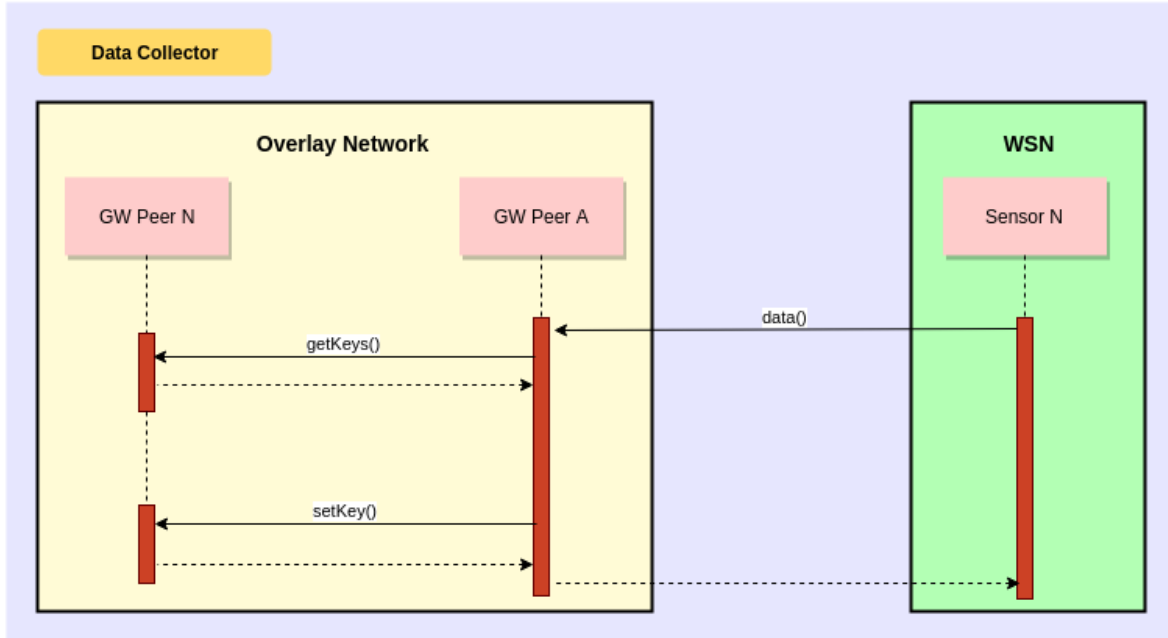 Data Collector
Overlay Network
WSN
GW Peer N
GW Peer A
Sensor N
data()
getKeys()
setKey()